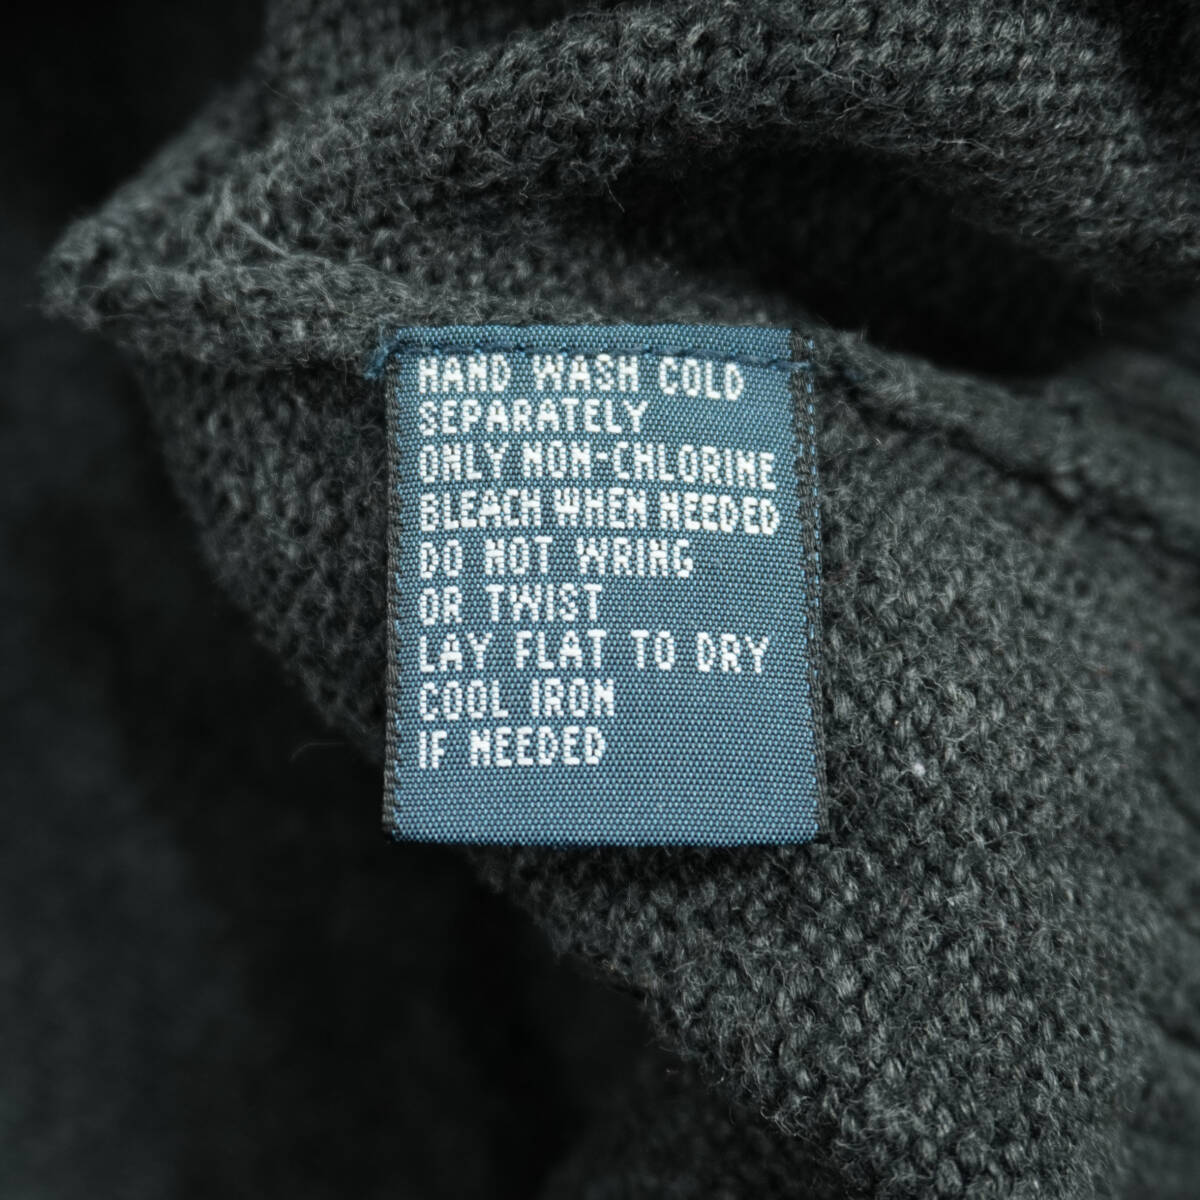 HAND WASH COLD
SEPARATELY
ONLY NON-CHLORINE
BLEACH WHEN NEEDED
DO NOT WRING
OR TWIST
LAY FLAT TO DRY
COOL IRON
IF NEEDED